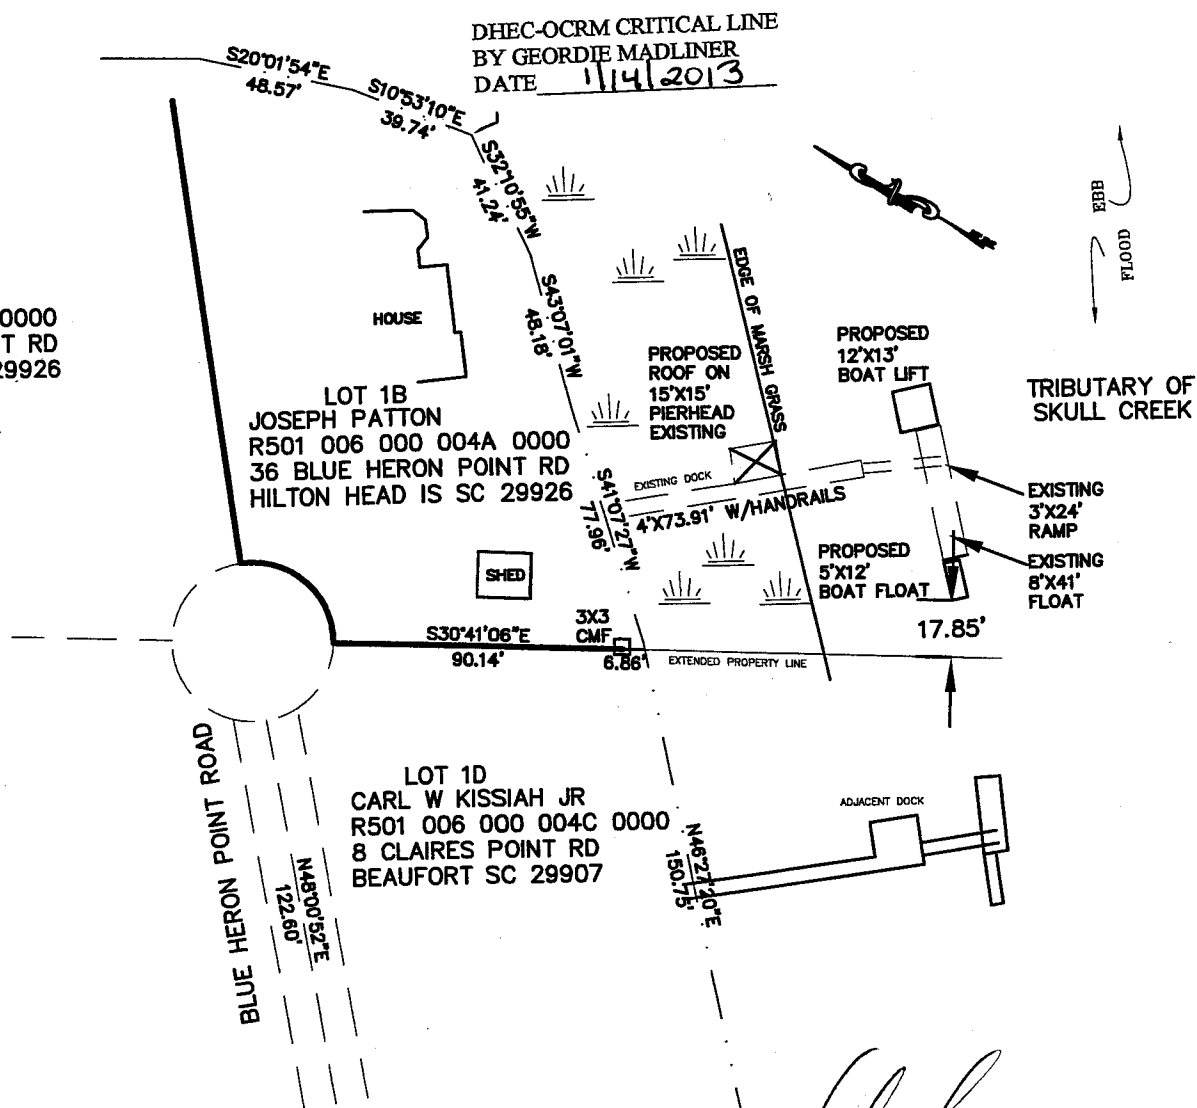 DHEC-OCRM CRITICAL LINE
BY GEORDIE MADLINER
DATE 1/14/2013
S20°01'54"E
48.57'
S10°53'10"E
39.74'
S32°10'55"W
41.24'
S43°07'01"W
48.18'
EBB
FLOOD
0000
T RD
29926
HOUSE
EDGE OF MARSH GRASS
PROPOSED
ROOF ON
15'X15'
PIERHEAD
EXISTING
PROPOSED
12'X13'
BOAT LIFT
TRIBUTARY OF
SKULL CREEK
LOT 1B
JOSEPH PATTON
R501 006 000 004A 0000
36 BLUE HERON POINT RD
HILTON HEAD IS SC 29926
EXISTING DOCK
4'X73.91' W/HANDRAILS
S41°07'27"W
77.96'
EXISTING
3'X24'
RAMP
PROPOSED
5'X12'
BOAT FLOAT
EXISTING
8'X41'
FLOAT
SHED
3X3
CMF
17.85'
S30°41'06"E
90.14'
6.86'
EXTENDED PROPERTY LINE
BLUE HERON POINT ROAD
N48°00'52"E
122.60'
LOT 1D
CARL W KISSIAH JR
R501 006 000 004C 0000
8 CLAIRES POINT RD
BEAUFORT SC 29907
ADJACENT DOCK
N46°27'20"E
150.75'